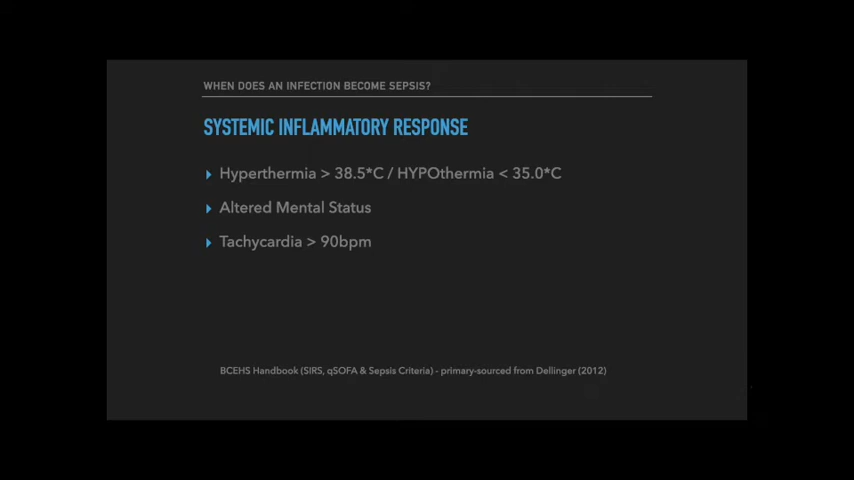 WHEN DOES AN INFECTION BECOME SEPSIS?
SYSTEMIC INFLAMMATORY RESPONSE
Hyperthermia > 38.5*C / HYPOthermia < 35.0*C
Altered Mental Status
Tachycardia > 90bpm
BCEHS Handbook (SIRS, qSOFA & Sepsis Criteria) - primary-sourced from Dellinger (2012)